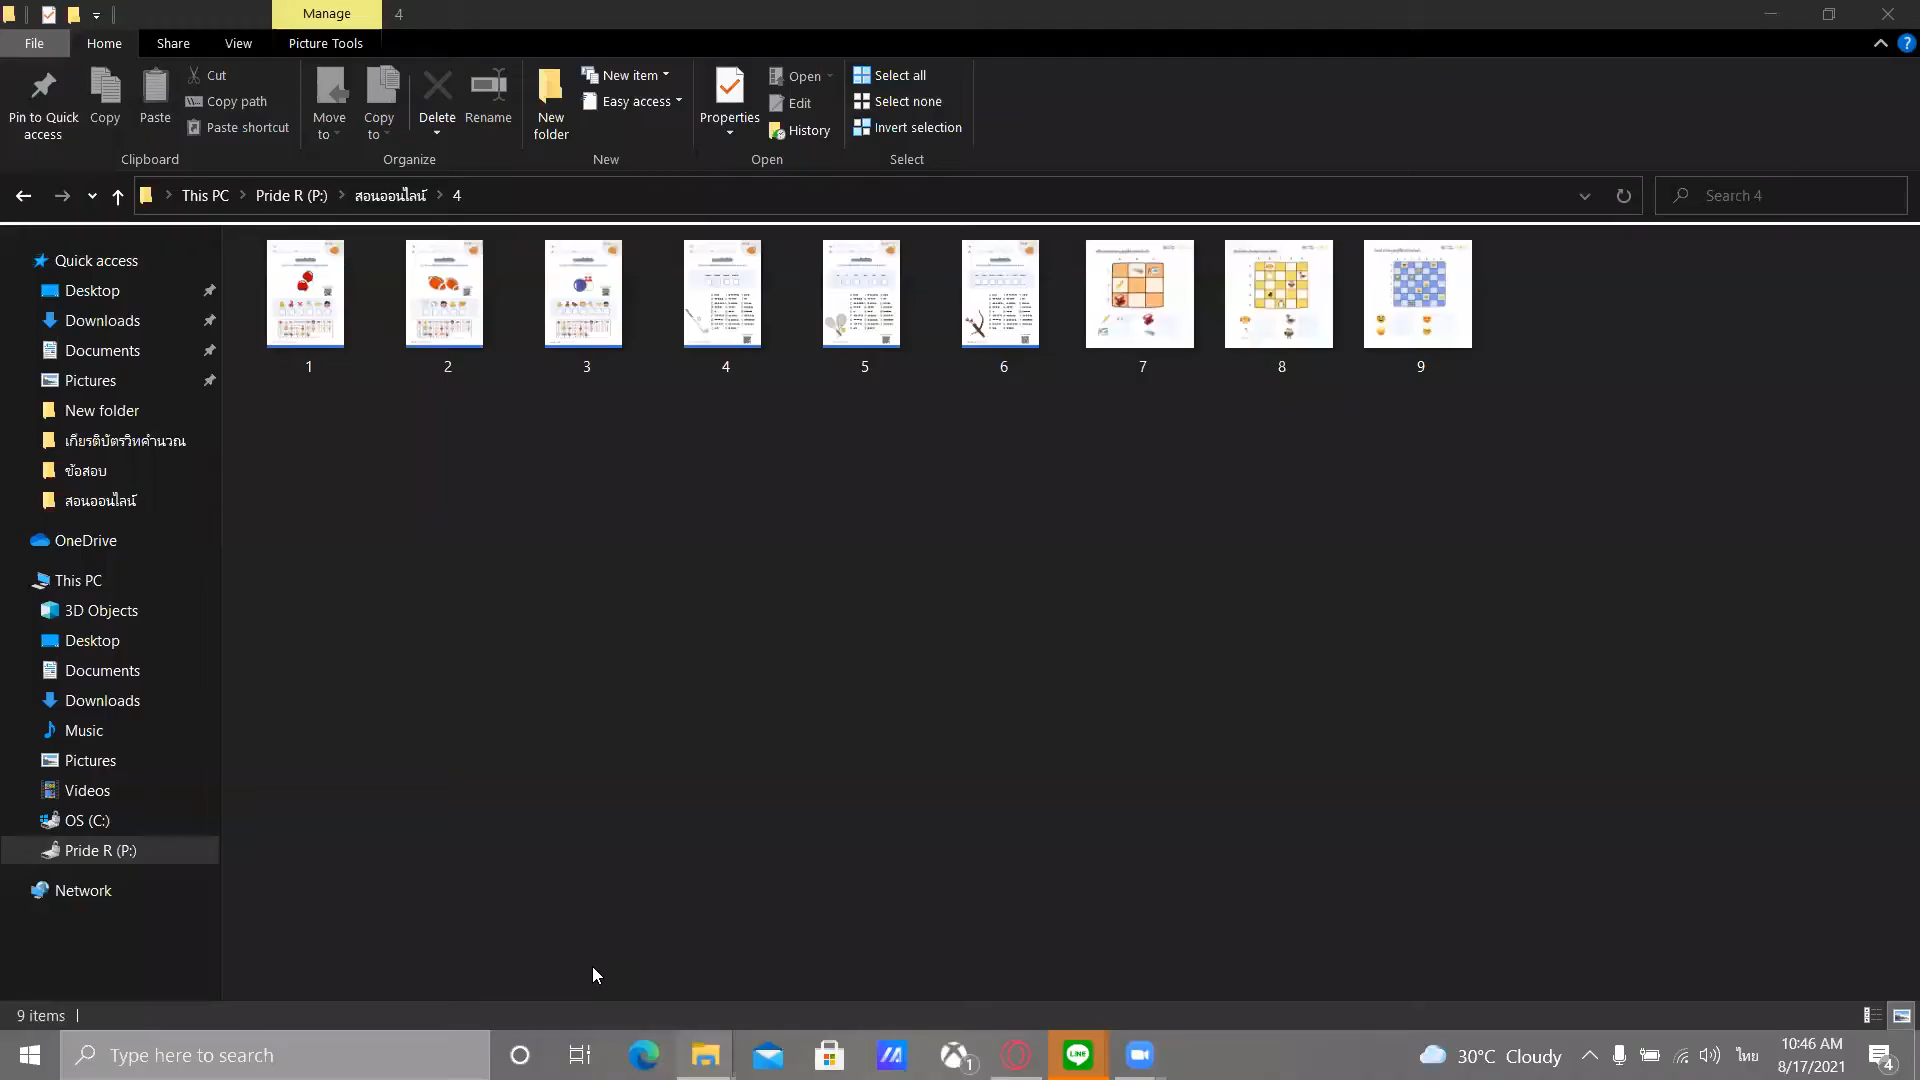 Manage
4
File
Home
Share
View
Picture Tools
Pin to Quick access
Copy
Paste
Cut
Copy path
Paste shortcut
Clipboard
Move to
Copy to
Delete
Rename
Organize
New folder
New item
Easy access
New
Properties
Open
Edit
History
Open
Select all
Select none
Invert selection
Select
This PC
Pride R (P:)
สอนออนไลน์
4
Search 4
Quick access
Desktop
Downloads
Documents
Pictures
New folder
เกียรติบัตรวิทคำนวณ
ข้อสอบ
สอนออนไลน์
OneDrive
This PC
3D Objects
Desktop
Documents
Downloads
Music
Pictures
Videos
OS (C:)
Pride R (P:)
Network
1
2
3
4
5
6
7
8
9
9 items
Type here to search
1
LINE
30°C Cloudy
ไทย
10:46 AM
8/17/2021
4